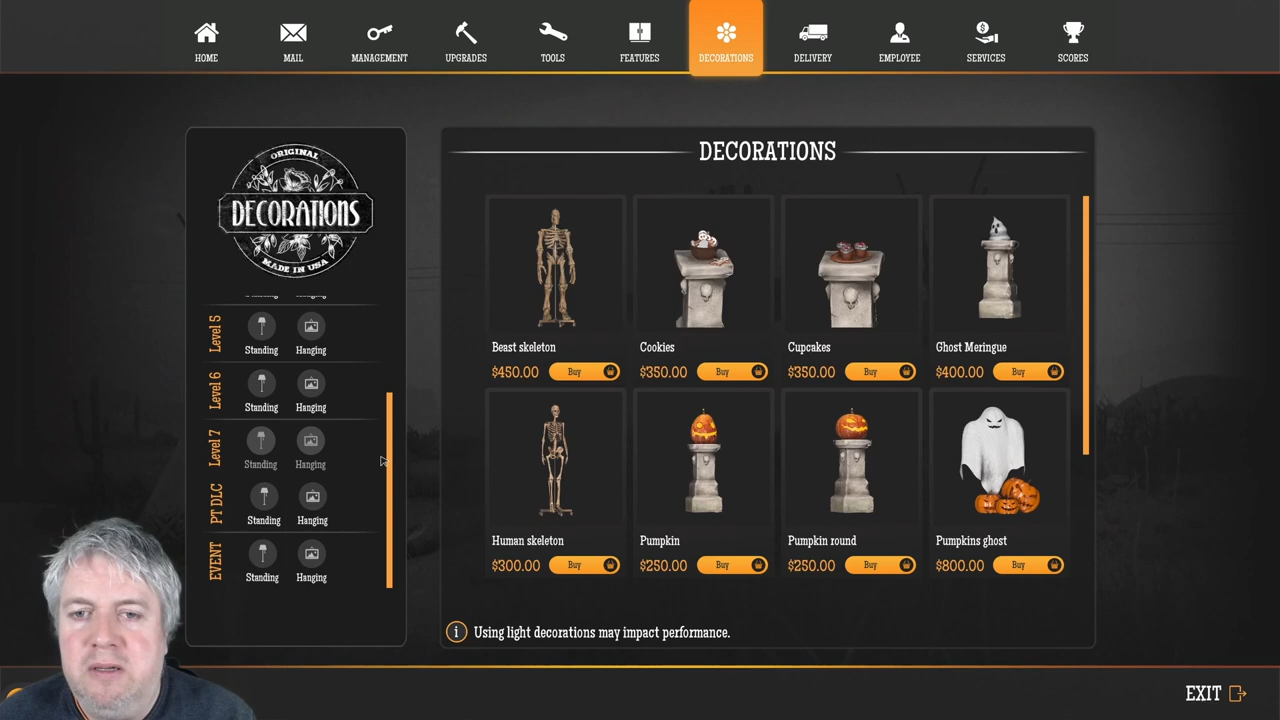 HOME MAIL MANAGEMENT UPGRADES TOOLS FEATURES DECORATIONS DELIVERY EMPLOYEE SERVICES SCORES
ORIGINAL
DECORATIONS
MADE IN USA
Standing Hanging
Level 5
Standing Hanging
Level 6
Standing Hanging
Level 7
Standing Hanging
PT DLC
Standing Hanging
EVENT
Standing Hanging
DECORATIONS
Beast skeleton Cookies Cupcakes Ghost Meringue
$450.00 Buy $350.00 Buy $350.00 Buy $400.00 Buy
Human skeleton Pumpkin Pumpkin round Pumpkins ghost
$300.00 Buy $250.00 Buy $250.00 Buy $800.00 Buy
i Using light decorations may impact performance.
EXIT